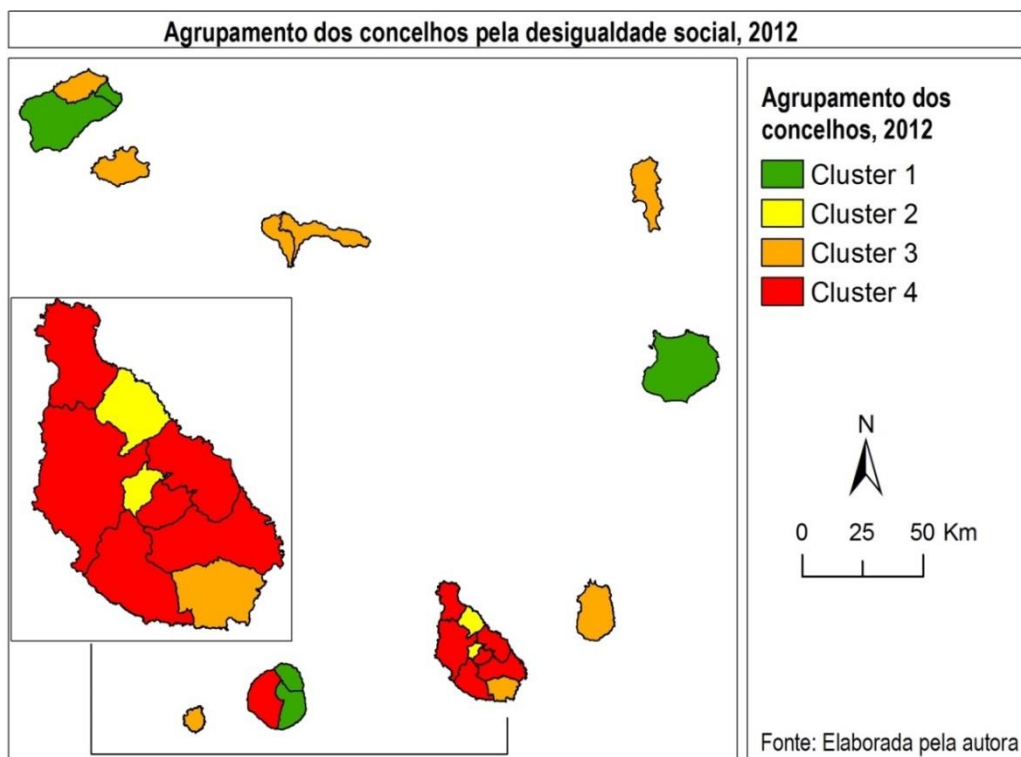 Agrupamento dos concelhos pela desigualdade social, 2012
Agrupamento dos
concelhos, 2012
Cluster 1
Cluster 2
Cluster 3
Cluster 4
N
0 25 50 Km
Fonte: Elaborada pela autora